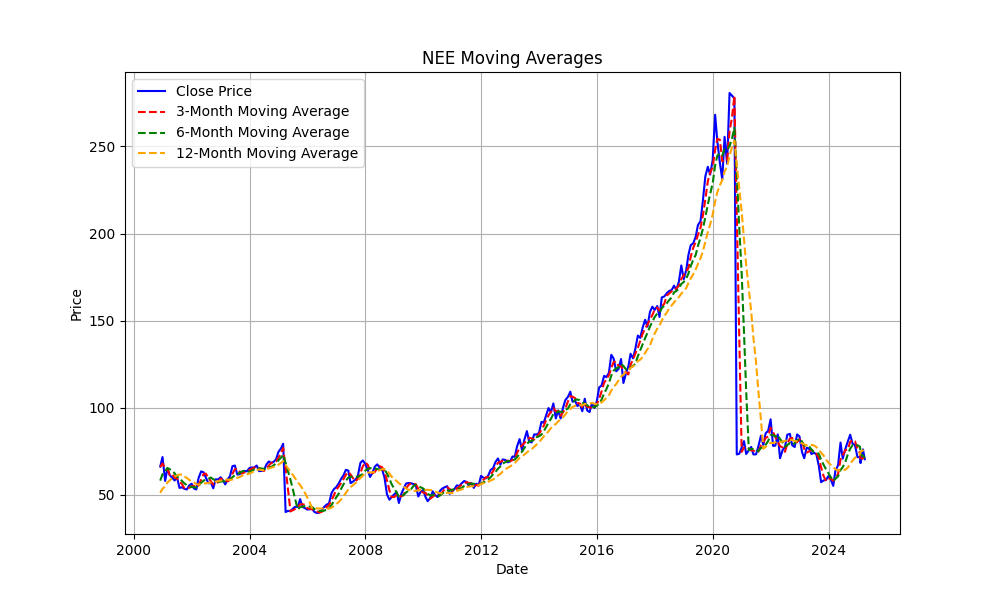 NEE Moving Averages
Close Price
3-Month Moving Average
6-Month Moving Average
12-Month Moving Average
Price
250
200
150
100
50
2000 2004 2008 2012 2016 2020 2024
Date